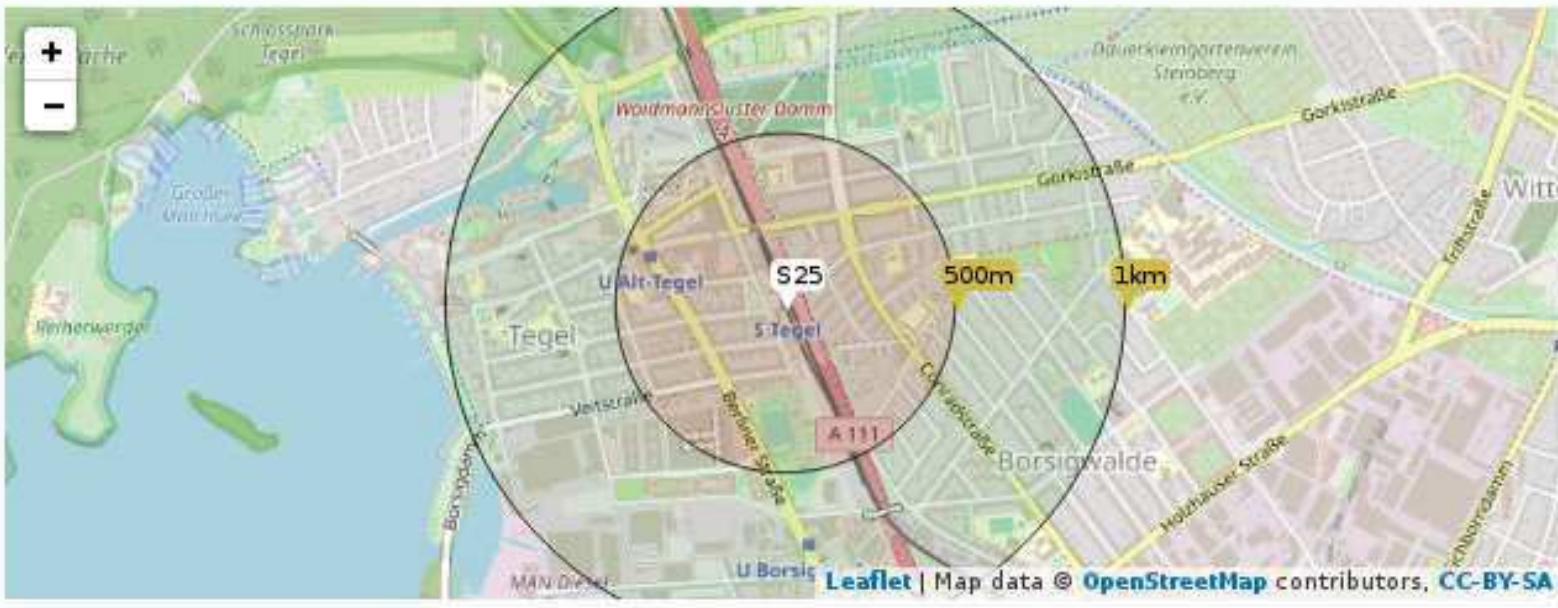 Schlosspark
Tegel
+
−
Dauerkleingartenverein
Steinberg
e.V.
Waidmannsluster Damm
Gorkistraße
Gorkistraße
Großer
Malchsee
Witt
Trittstraße
S25
500m
1km
U Alt-Tegel
Reiherwerder
Tegel
S Tegel
Veitstraße
Berliner Straße
Conradstraße
A 111
Borsigwalde
Holzhauser Straße
Borsigdam
MAN Diesel
U Borsig
Leaflet | Map data © OpenStreetMap contributors, CC-BY-SA